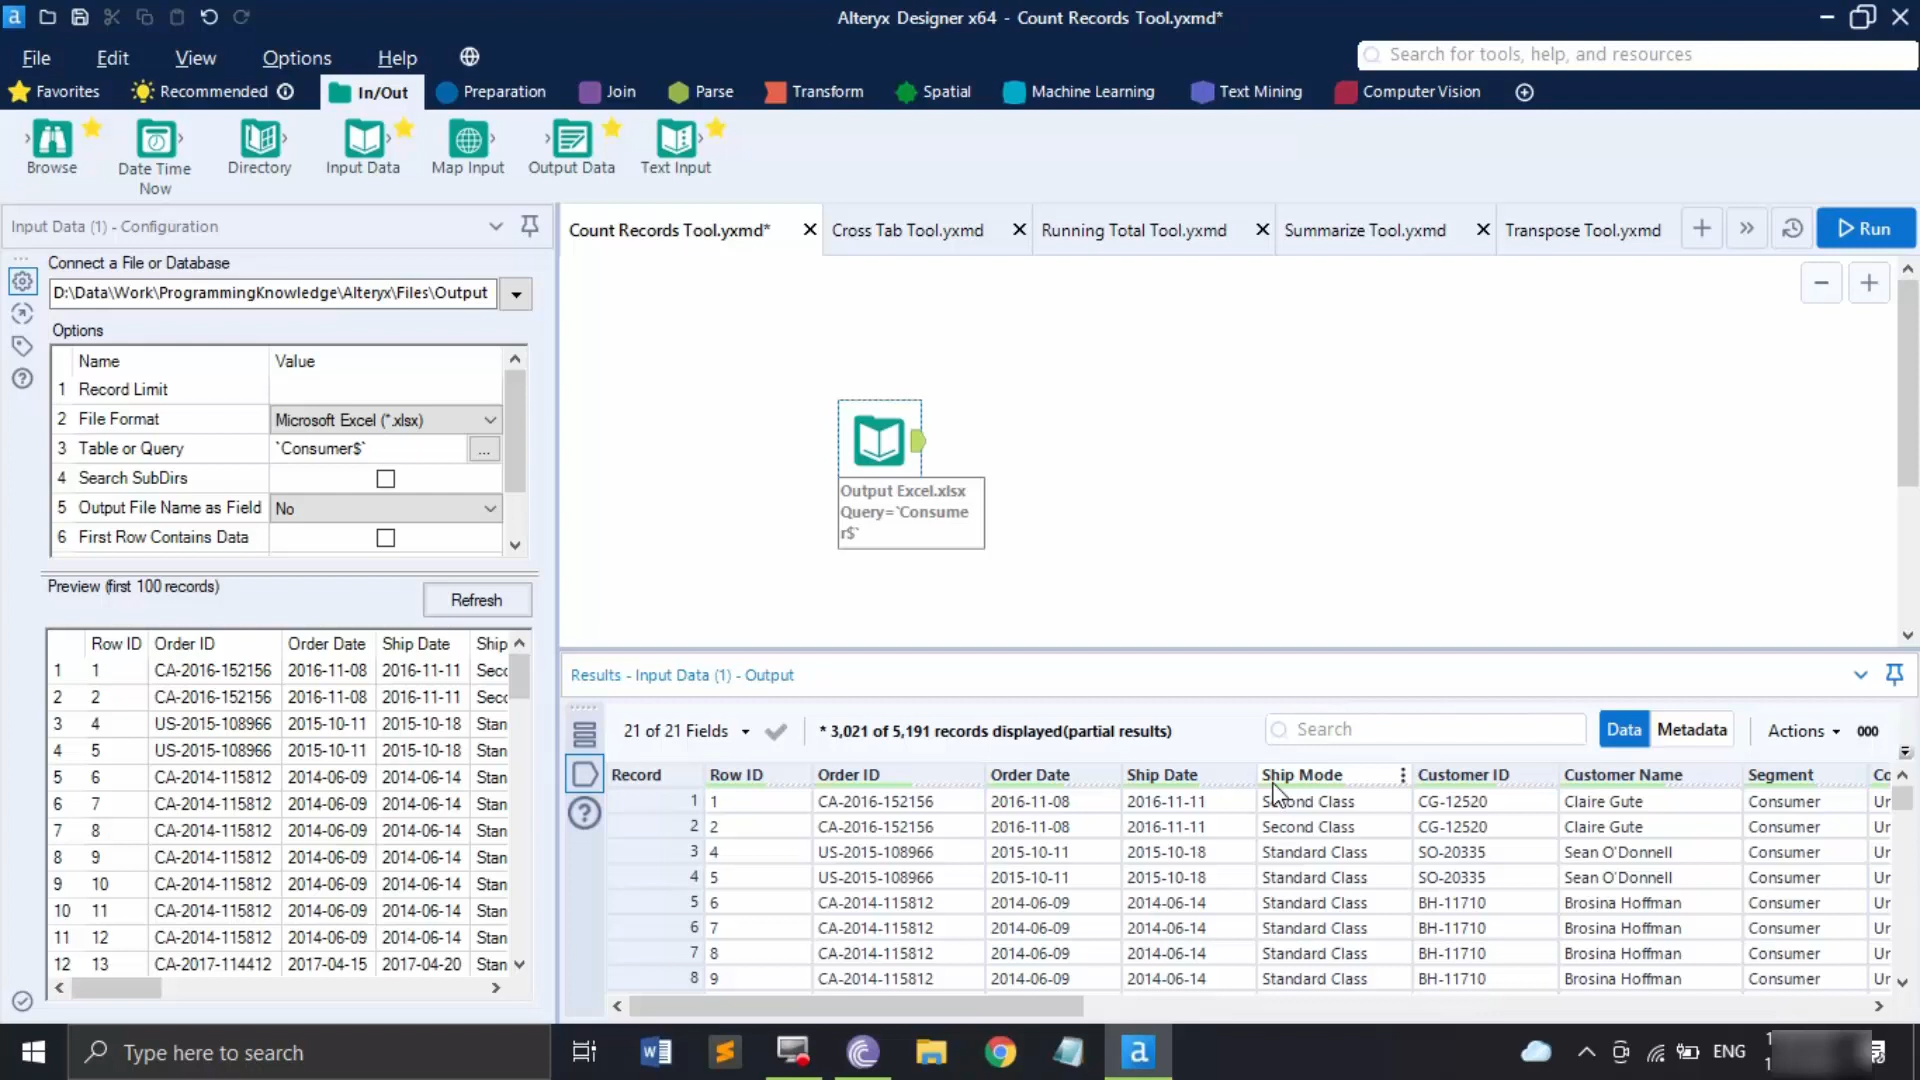 Alteryx Designer x64 - Count Records Tool.yxmd*
File Edit View Options Help
Search for tools, help, and resources
Favorites Recommended In/Out Preparation Join Parse Transform Spatial Machine Learning Text Mining Computer Vision
Browse Date Time Now Directory Input Data Map Input Output Data Text Input
Input Data (1) - Configuration
Count Records Tool.yxmd* Cross Tab Tool.yxmd Running Total Tool.yxmd Summarize Tool.yxmd Transpose Tool.yxmd Run
Connect a File or Database
D:\Data\Work\ProgrammingKnowledge\Alteryx\Files\Output
Options
Name Value
1 Record Limit
2 File Format Microsoft Excel (*.xlsx)
3 Table or Query `Consumer$` ...
4 Search SubDirs
5 Output File Name as Field No
6 First Row Contains Data
Output Excel.xlsx
Query=`Consume
r$`
Preview (first 100 records)
Refresh
Row ID Order ID Order Date Ship Date Ship
1 1 CA-2016-152156 2016-11-08 2016-11-11 Secc
2 2 CA-2016-152156 2016-11-08 2016-11-11 Secc
3 4 US-2015-108966 2015-10-11 2015-10-18 Stan
4 5 US-2015-108966 2015-10-11 2015-10-18 Stan
5 6 CA-2014-115812 2014-06-09 2014-06-14 Stan
6 7 CA-2014-115812 2014-06-09 2014-06-14 Stan
7 8 CA-2014-115812 2014-06-09 2014-06-14 Stan
8 9 CA-2014-115812 2014-06-09 2014-06-14 Stan
9 10 CA-2014-115812 2014-06-09 2014-06-14 Stan
10 11 CA-2014-115812 2014-06-09 2014-06-14 Stan
11 12 CA-2014-115812 2014-06-09 2014-06-14 Stan
12 13 CA-2017-114412 2017-04-15 2017-04-20 Stan
Results - Input Data (1) - Output
21 of 21 Fields * 3,021 of 5,191 records displayed(partial results) Search Data Metadata Actions 000
Record Row ID Order ID Order Date Ship Date Ship Mode Customer ID Customer Name Segment Co
1 1 CA-2016-152156 2016-11-08 2016-11-11 Second Class CG-12520 Claire Gute Consumer Ur
2 2 CA-2016-152156 2016-11-08 2016-11-11 Second Class CG-12520 Claire Gute Consumer Ur
3 4 US-2015-108966 2015-10-11 2015-10-18 Standard Class SO-20335 Sean O'Donnell Consumer Ur
4 5 US-2015-108966 2015-10-11 2015-10-18 Standard Class SO-20335 Sean O'Donnell Consumer Ur
5 6 CA-2014-115812 2014-06-09 2014-06-14 Standard Class BH-11710 Brosina Hoffman Consumer Ur
6 7 CA-2014-115812 2014-06-09 2014-06-14 Standard Class BH-11710 Brosina Hoffman Consumer Ur
7 8 CA-2014-115812 2014-06-09 2014-06-14 Standard Class BH-11710 Brosina Hoffman Consumer Ur
8 9 CA-2014-115812 2014-06-09 2014-06-14 Standard Class BH-11710 Brosina Hoffman Consumer Ur
Type here to search
ENG